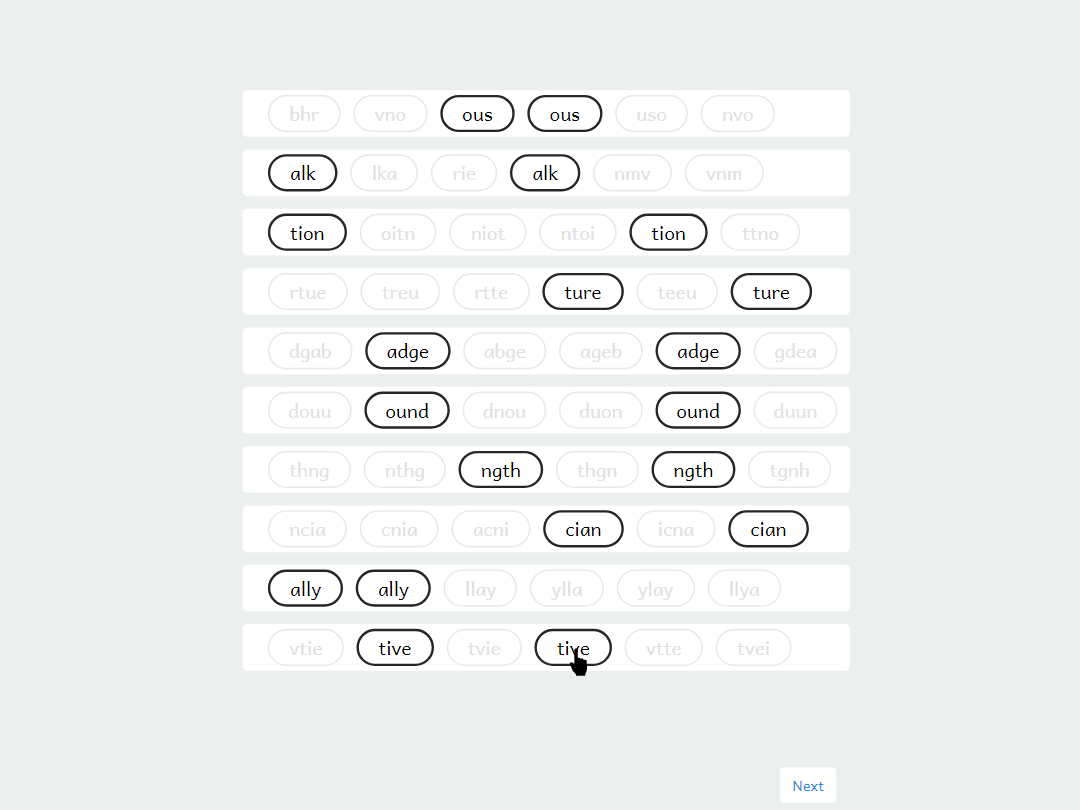 bhr vno ous ous uso nvo
alk lka rie alk nmv vnm
tion oitn niot ntoi tion ttno
rtue treu rtte ture teeu ture
dgab adge abge ageb adge gdea
douu ound dnou duon ound duun
thng nthg ngth thgn ngth tgnh
ncia cnia acni cian icna cian
ally ally llay ylla ylay llya
vtie tive tvie tive vtte tvei
Next